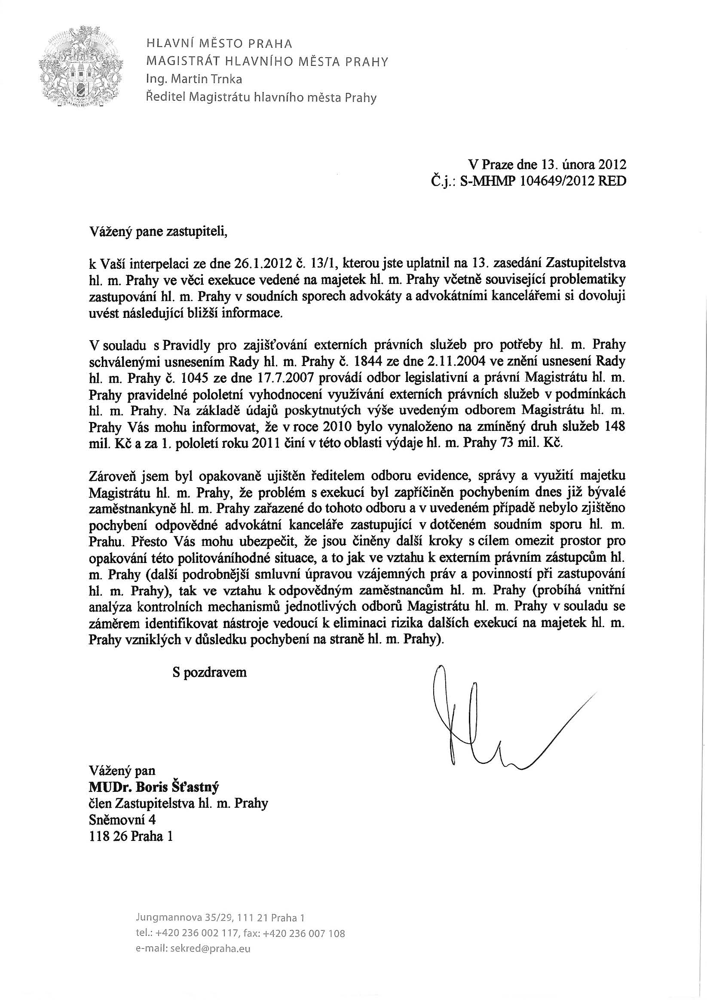 HLAVNÍ MĚSTO PRAHA
MAGISTRÁT HLAVNÍHO MĚSTA PRAHY
Ing. Martin Trnka
Ředitel Magistrátu hlavního města Prahy
V Praze dne 13. února 2012
Č.j.: S-MHMP 104649/2012 RED
Vážený pane zastupiteli,
k Vaší interpelaci ze dne 26.1.2012 č. 13/1, kterou jste uplatnil na 13. zasedání Zastupitelstva
hl. m. Prahy ve věci exekuce vedené na majetek hl. m. Prahy včetně související problematiky
zastupování hl. m. Prahy v soudních sporech advokáty a advokátními kancelářemi si dovoluji
uvést následující bližší informace.
V souladu s Pravidly pro zajišťování externích právních služeb pro potřeby hl. m. Prahy
schválenými usnesením Rady hl. m. Prahy č. 1844 ze dne 2.11.2004 ve znění usnesení Rady
hl. m. Prahy č. 1045 ze dne 17.7.2007 provádí odbor legislativní a právní Magistrátu hl. m.
Prahy pravidelné pololetní vyhodnocení využívání externích právních služeb v podmínkách
hl. m. Prahy. Na základě údajů poskytnutých výše uvedeným odborem Magistrátu hl. m.
Prahy Vás mohu informovat, že v roce 2010 bylo vynaloženo na zmíněný druh služeb 148
mil. Kč a za 1. pololetí roku 2011 činí v této oblasti výdaje hl. m. Prahy 73 mil. Kč.
Zároveň jsem byl opakovaně ujištěn ředitelem odboru evidence, správy a využití majetku
Magistrátu hl. m. Prahy, že problém s exekucí byl zapříčiněn pochybením dnes již bývalé
zaměstnankyně hl. m. Prahy zařazené do tohoto odboru a v uvedeném případě nebylo zjištěno
pochybení odpovědné advokátní kanceláře zastupující v dotčeném soudním sporu hl. m.
Prahu. Přesto Vás mohu ubezpečit, že jsou činěny další kroky s cílem omezit prostor pro
opakování této politováníhodné situace, a to jak ve vztahu k externím právním zástupcům hl.
m. Prahy (další podrobnější smluvní úpravou vzájemných práv a povinností při zastupování
hl. m. Prahy), tak ve vztahu k odpovědným zaměstnancům hl. m. Prahy (probíhá vnitřní
analýza kontrolních mechanismů jednotlivých odborů Magistrátu hl. m. Prahy v souladu se
záměrem identifikovat nástroje vedoucí k eliminaci rizika dalších exekucí na majetek hl. m.
Prahy vzniklých v důsledku pochybení na straně hl. m. Prahy).
S pozdravem
Vážený pan
MUDr. Boris Šťastný
člen Zastupitelstva hl. m. Prahy
Sněmovní 4
118 26 Praha 1
Jungmannova 35/29, 111 21 Praha 1
tel.: +420 236 002 117, fax: +420 236 007 108
e-mail: sekred@praha.eu